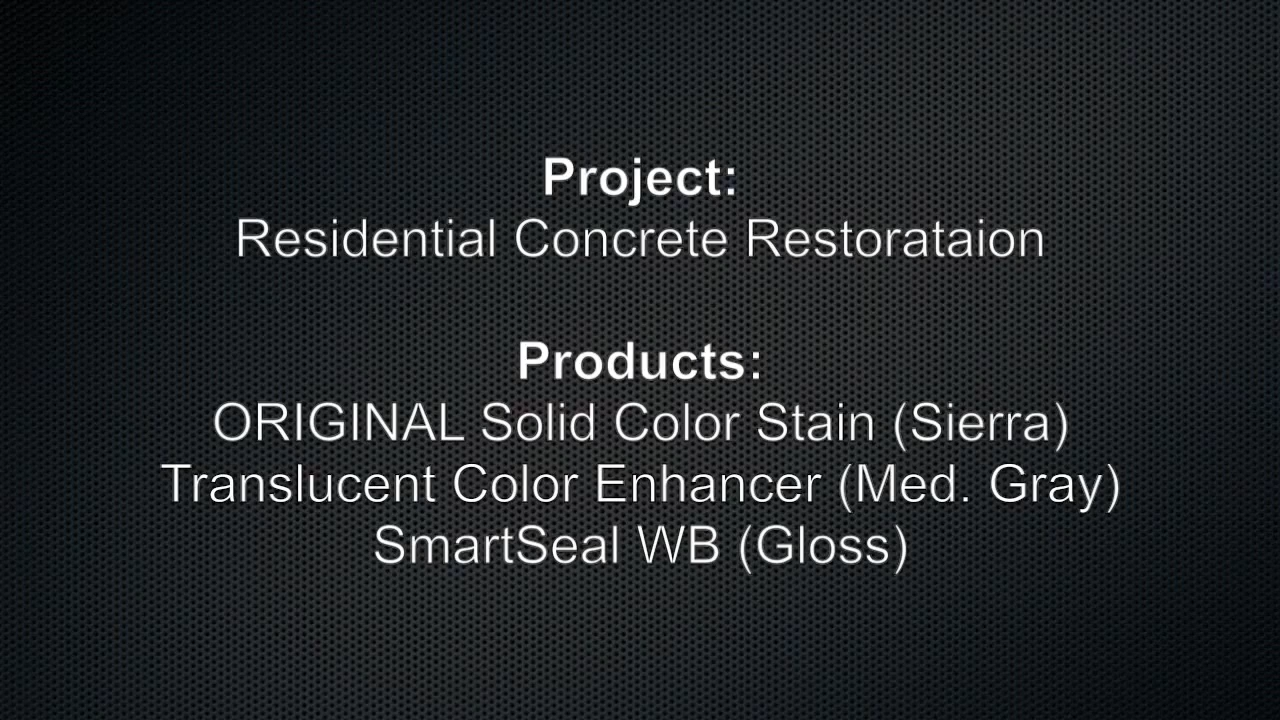 Project:
Residential Concrete Restorataion
Products:
ORIGINAL Solid Color Stain (Sierra)
Translucent Color Enhancer (Med. Gray)
SmartSeal WB (Gloss)